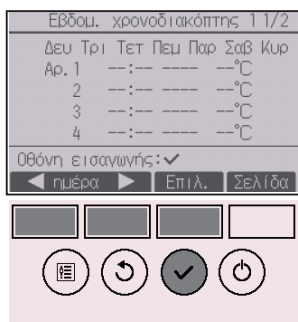 Εβδομ. χρονοδιακόπτης 1 1/2
Δευ Τρι Τετ Πεμ Παρ Σαβ Κυρ
Αρ. 1 --:-- ---- --°C
2 --:-- ---- --°C
3 --:-- ---- --°C
4 --:-- ---- --°C
Οθόνη εισαγωγής:✓
◀ ημέρα ▶ Επιλ. Σελίδα